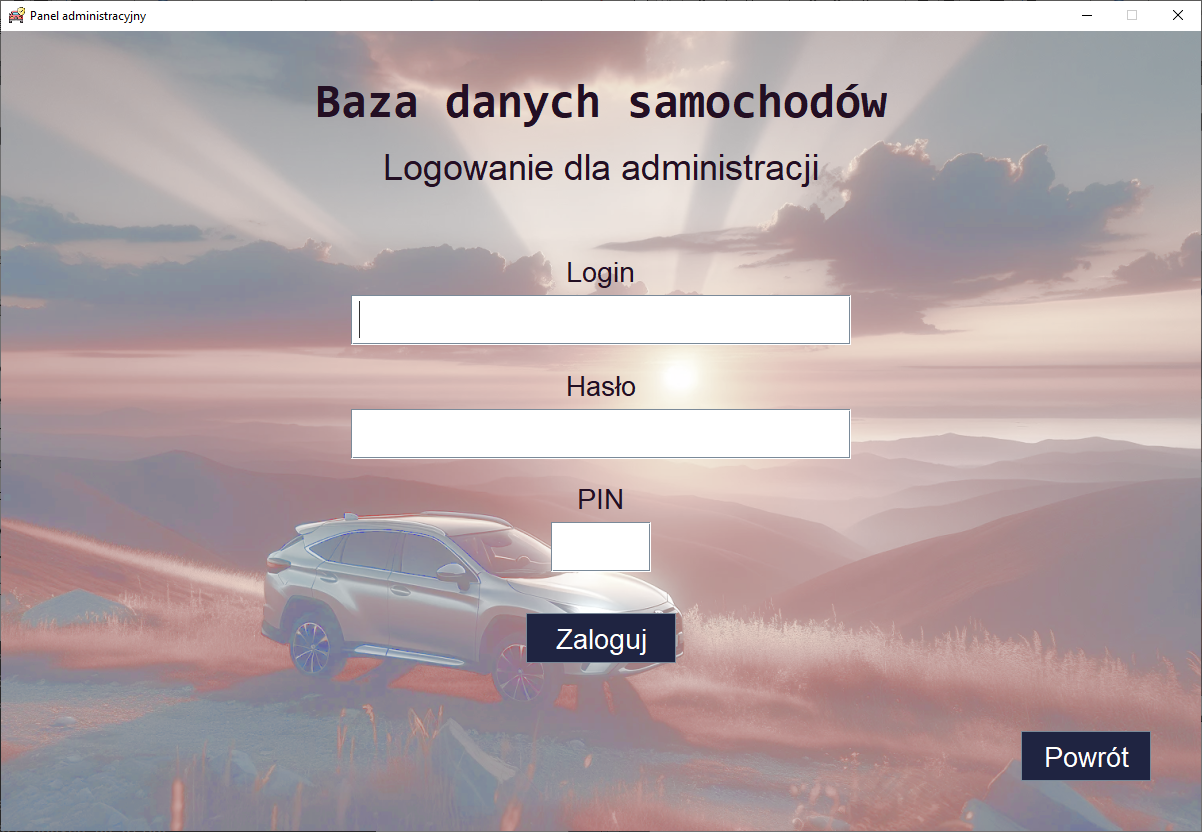 Panel administracyjny
Baza danych samochodów
Logowanie dla administracji
Login
Hasło
PIN
Zaloguj
Powrót